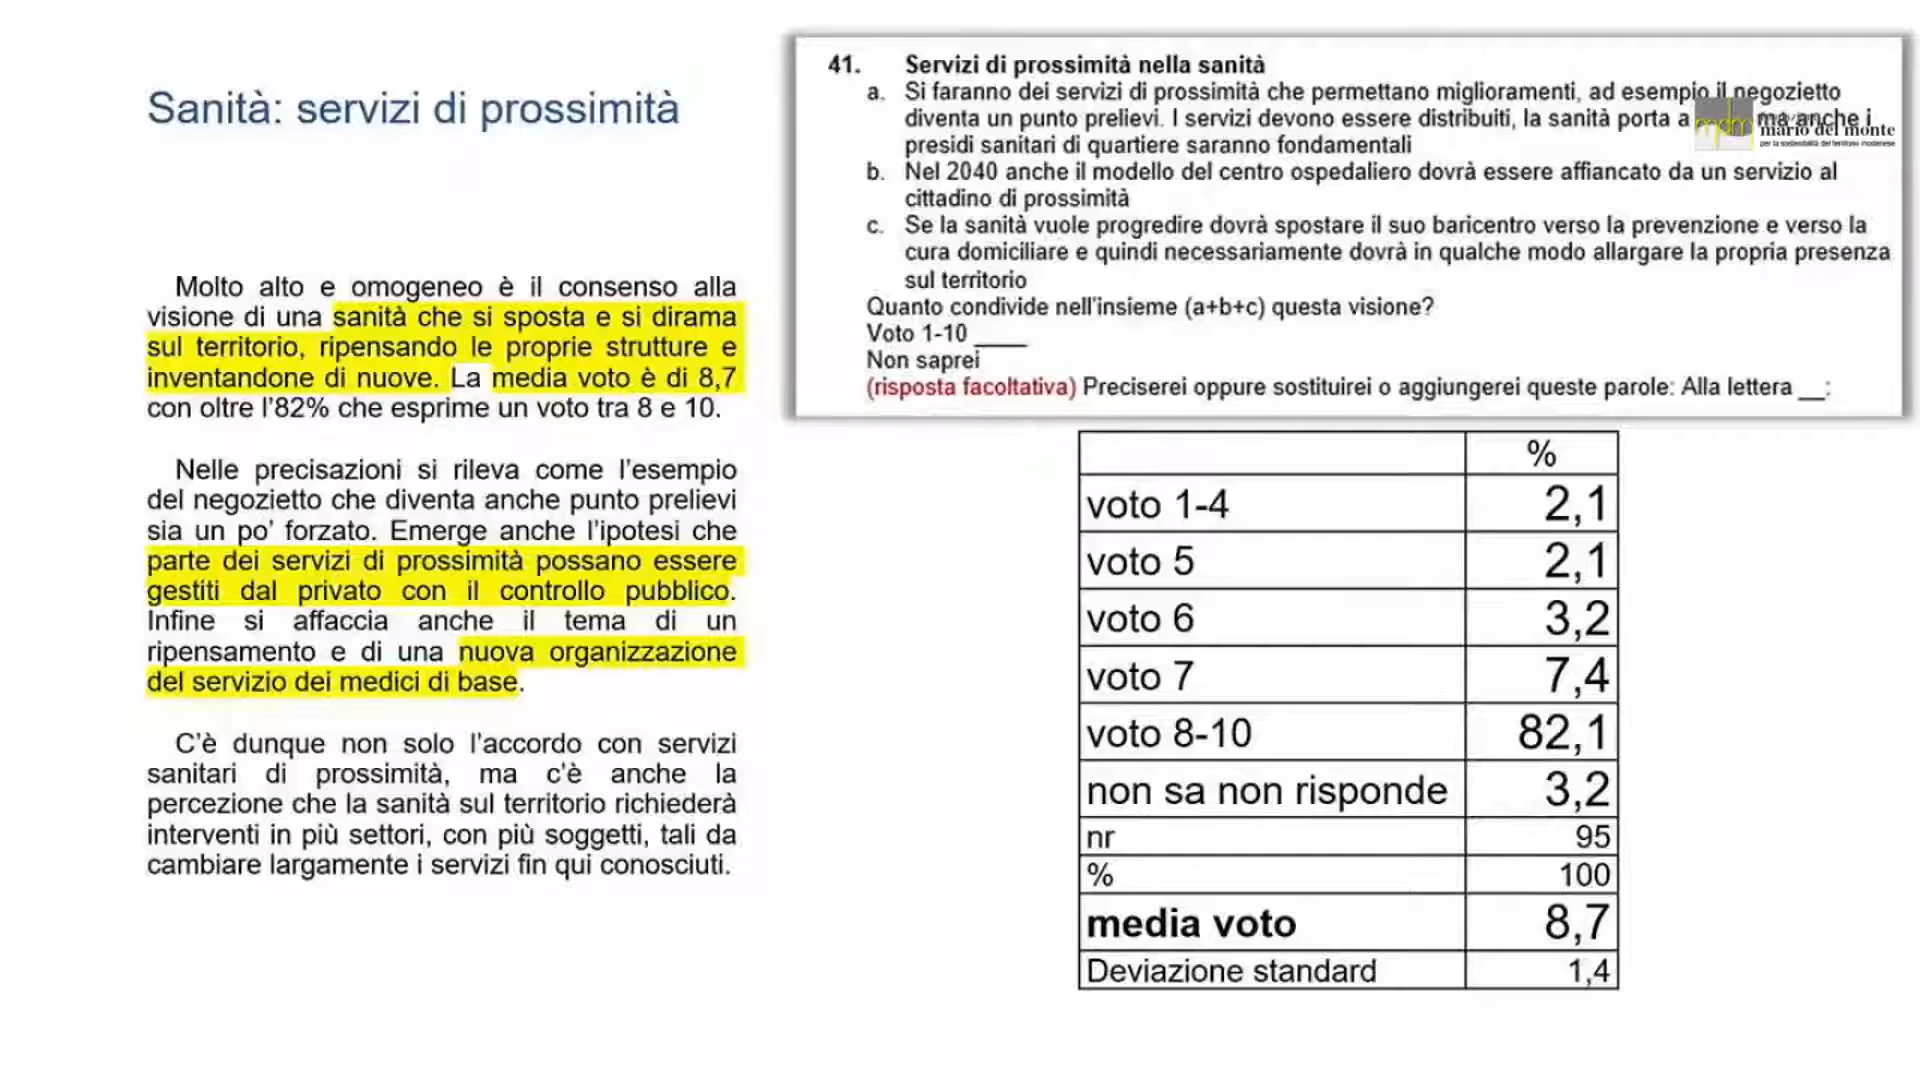 Sanità: servizi di prossimità
Molto alto e omogeneo è il consenso alla
visione di una sanità che si sposta e si dirama
sul territorio, ripensando le proprie strutture e
inventandone di nuove. La media voto è di 8,7
con oltre l'82% che esprime un voto tra 8 e 10.
Nelle precisazioni si rileva come l'esempio
del negozietto che diventa anche punto prelievi
sia un po' forzato. Emerge anche l'ipotesi che
parte dei servizi di prossimità possano essere
gestiti dal privato con il controllo pubblico.
Infine si affaccia anche il tema di un
ripensamento e di una nuova organizzazione
del servizio dei medici di base.
C'è dunque non solo l'accordo con servizi
sanitari di prossimità, ma c'è anche la
percezione che la sanità sul territorio richiederà
interventi in più settori, con più soggetti, tali da
cambiare largamente i servizi fin qui conosciuti.
41. Servizi di prossimità nella sanità
a. Si faranno dei servizi di prossimità che permettano miglioramenti, ad esempio il negozietto
diventa un punto prelievi. I servizi devono essere distribuiti, la sanità porta a ma anche i
presidi sanitari di quartiere saranno fondamentali
b. Nel 2040 anche il modello del centro ospedaliero dovrà essere affiancato da un servizio al
cittadino di prossimità
c. Se la sanità vuole progredire dovrà spostare il suo baricentro verso la prevenzione e verso la
cura domiciliare e quindi necessariamente dovrà in qualche modo allargare la propria presenza
sul territorio
Quanto condivide nell'insieme (a+b+c) questa visione?
Voto 1-10 ____
Non saprei
(risposta facoltativa) Preciserei oppure sostituirei o aggiungerei queste parole: Alla lettera __:
mdm
mario del monte
per la sostenibilità del territorio modenese
%
voto 1-4 2,1
voto 5 2,1
voto 6 3,2
voto 7 7,4
voto 8-10 82,1
non sa non risponde 3,2
nr 95
% 100
media voto 8,7
Deviazione standard 1,4